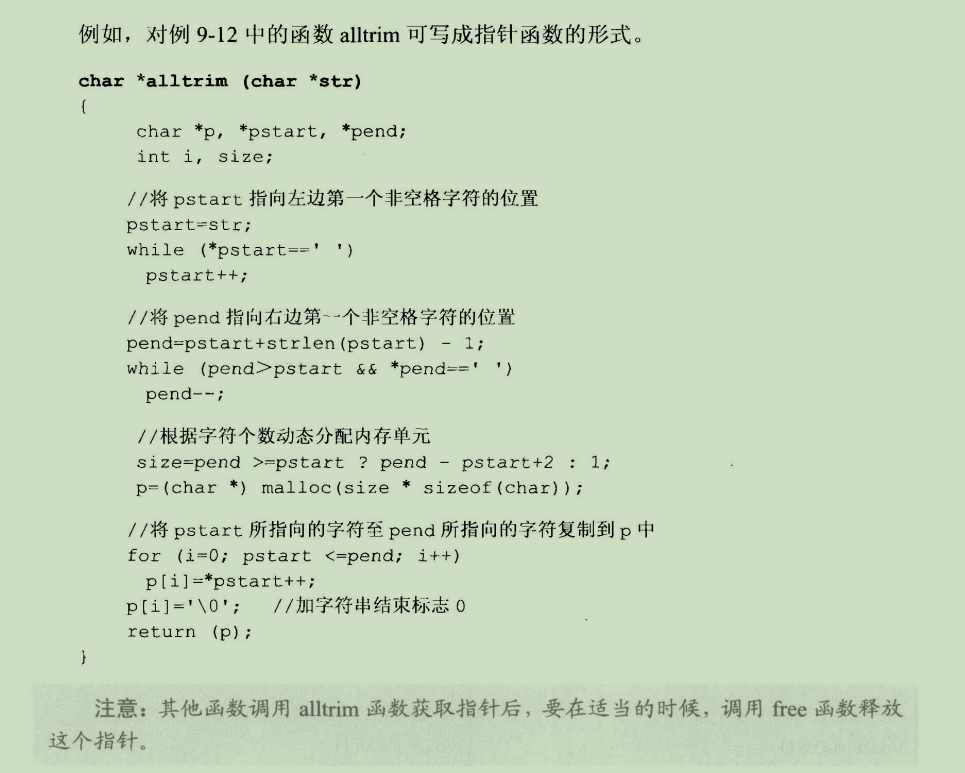 例如，对例 9-12 中的函数 alltrim 可写成指针函数的形式。
char *alltrim (char *str)
{
char *p, *pstart, *pend;
int i, size;
//将 pstart 指向左边第一个非空格字符的位置
pstart=str;
while (*pstart==' ')
pstart++;
//将 pend 指向右边第一个非空格字符的位置
pend=pstart+strlen(pstart) - 1;
while (pend>pstart && *pend==' ')
pend--;
//根据字符个数动态分配内存单元
size=pend >=pstart ? pend - pstart+2 : 1;
p=(char *) malloc(size * sizeof(char));
//将 pstart 所指向的字符至 pend 所指向的字符复制到 p 中
for (i=0; pstart <=pend; i++)
p[i]=*pstart++;
p[i]='\0'; //加字符串结束标志 0
return (p);
}
注意：其他函数调用 alltrim 函数获取指针后，要在适当的时候，调用 free 函数释放
这个指针。